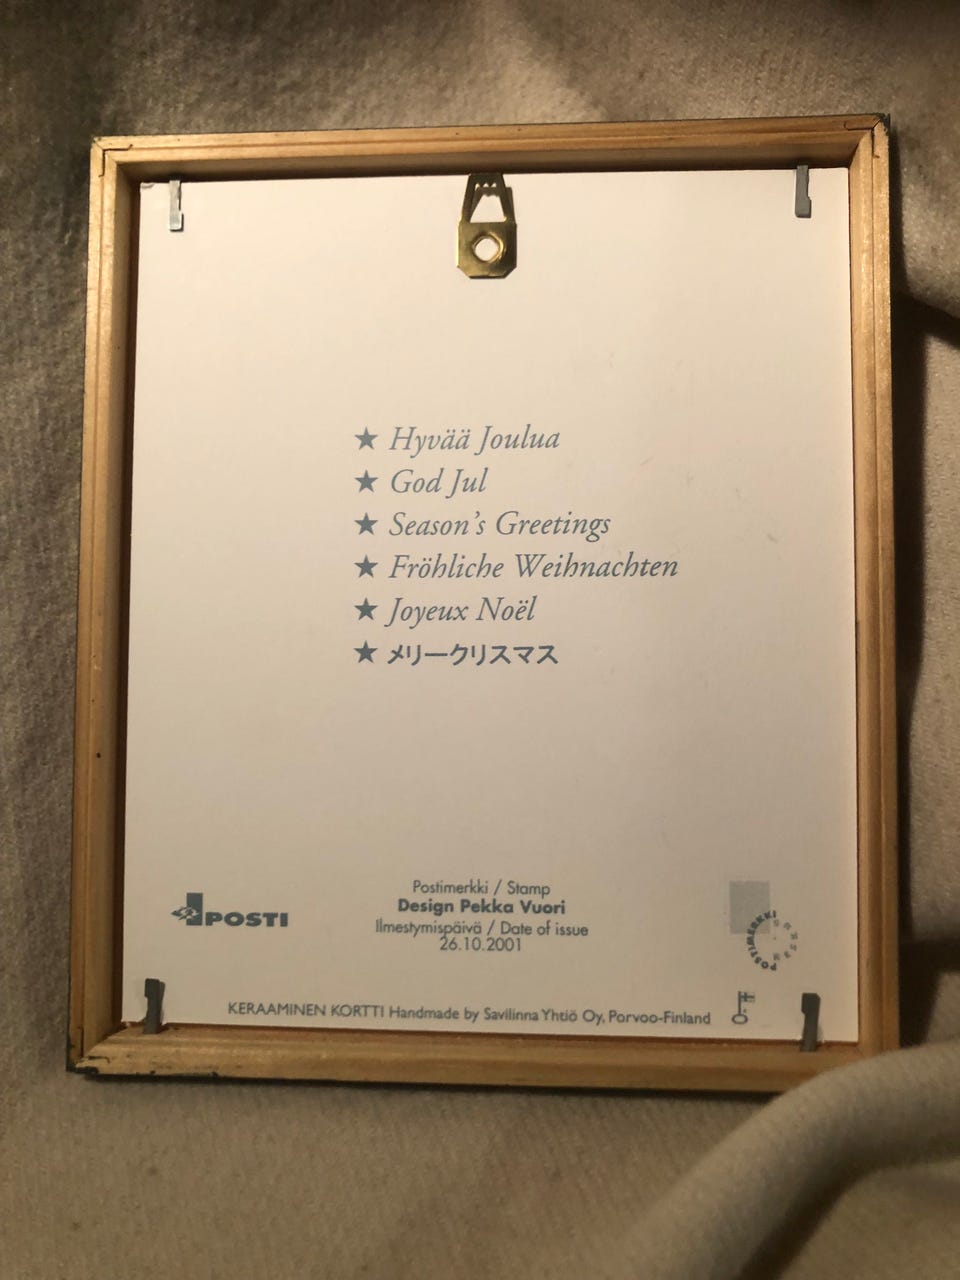 ★ Hyvää Joulua
★ God Jul
★ Season's Greetings
★ Fröhliche Weihnachten
★ Joyeux Noël
★ メリークリスマス
POSTI
Postimerkki / Stamp
Design Pekka Vuori
Ilmestymispäivä / Date of issue
26.10.2001
POSTIMERKKI
KERAAMINEN KORTTI Handmade by Savilinna Yhtiö Oy, Porvoo-Finland